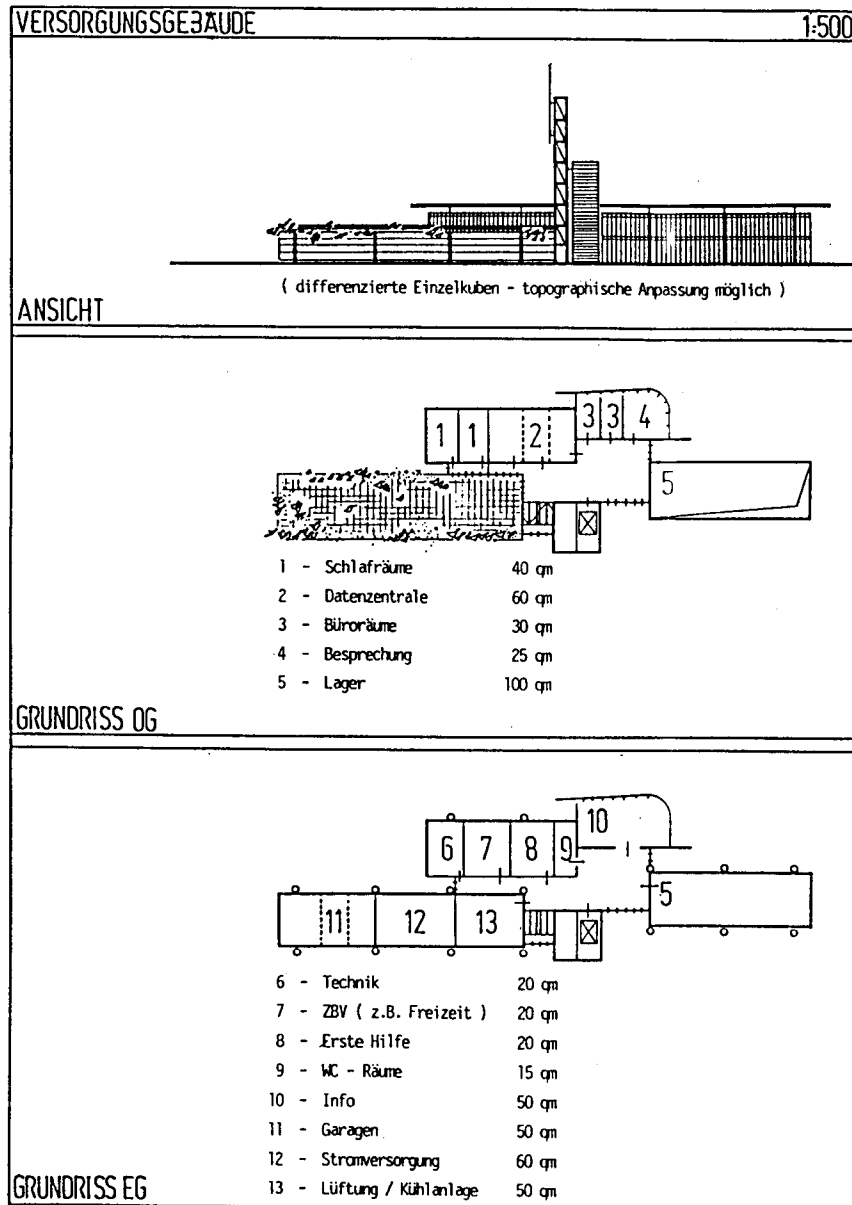 VERSORGUNGSGEBÄUDE 1:500
( differenzierte Einzelkuben - topographische Anpassung möglich )
ANSICHT
1 1 2 3 3 4
5
1 - Schlafräume 40 qm
2 - Datenzentrale 60 qm
3 - Büroräume 30 qm
4 - Besprechung 25 qm
5 - Lager 100 qm
GRUNDRISS OG
10
6 7 8 9
5
11 12 13
6 - Technik 20 qm
7 - ZBV ( z.B. Freizeit ) 20 qm
8 - Erste Hilfe 20 qm
9 - WC - Räume 15 qm
10 - Info 50 qm
11 - Garagen 50 qm
12 - Stromversorgung 60 qm
13 - Lüftung / Kühlanlage 50 qm
GRUNDRISS EG